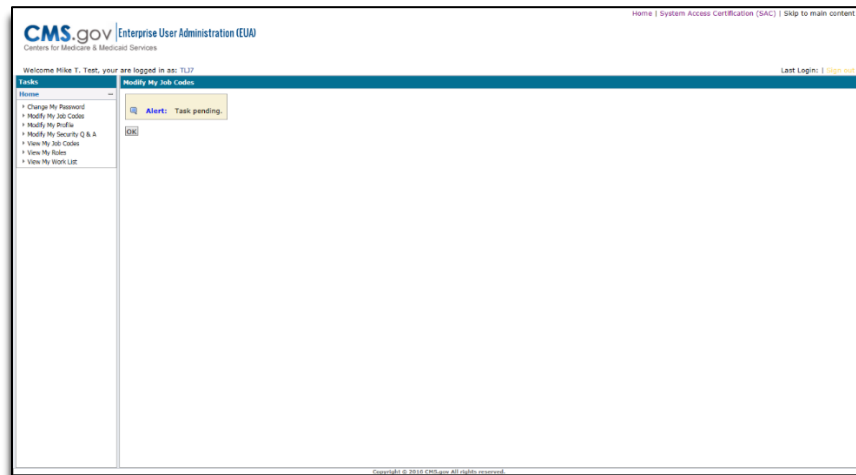 Home | System Access Certification (SAC) | Skip to main content
CMS.gov Enterprise User Administration (EUA)
Centers for Medicare & Medicaid Services
Welcome Mike T. Test, your are logged in as: TLJ7
Last Login: | Sign out
Tasks
Modify My Job Codes
Home
Change My Password
Modify My Job Codes
Modify My Profile
Modify My Security Q & A
View My Job Codes
View My Roles
View My Work List
Alert: Task pending.
OK
Copyright © 2016 CMS.gov All rights reserved.